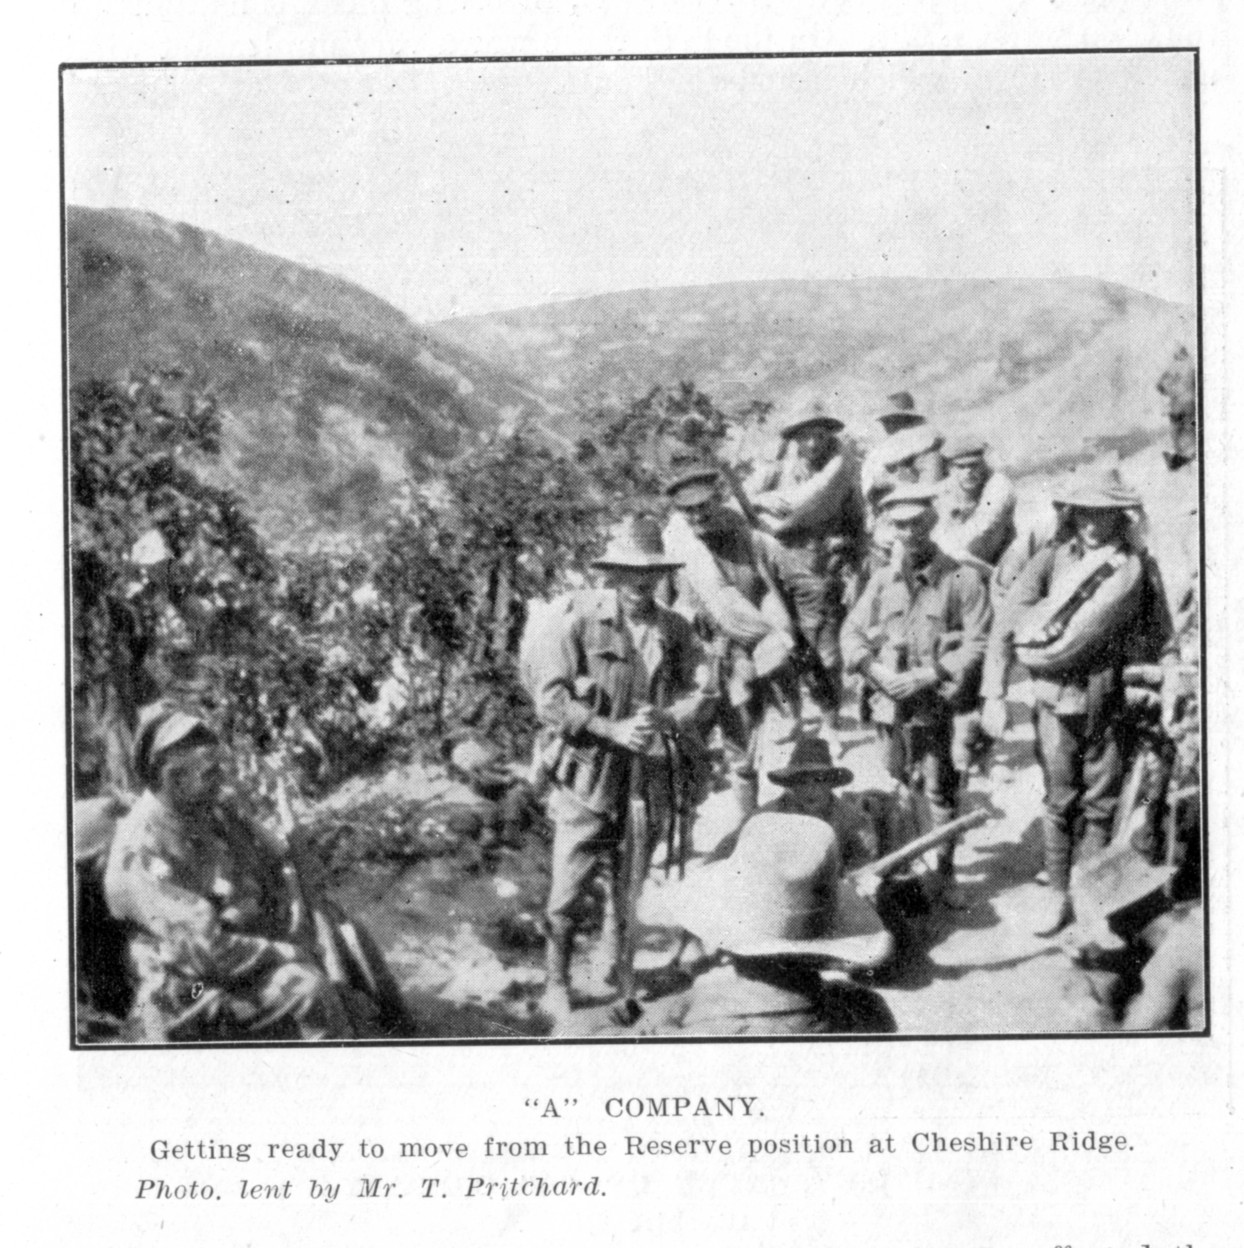 “A” COMPANY.
Getting ready to move from the Reserve position at Cheshire Ridge.
Photo. lent by Mr. T. Pritchard.